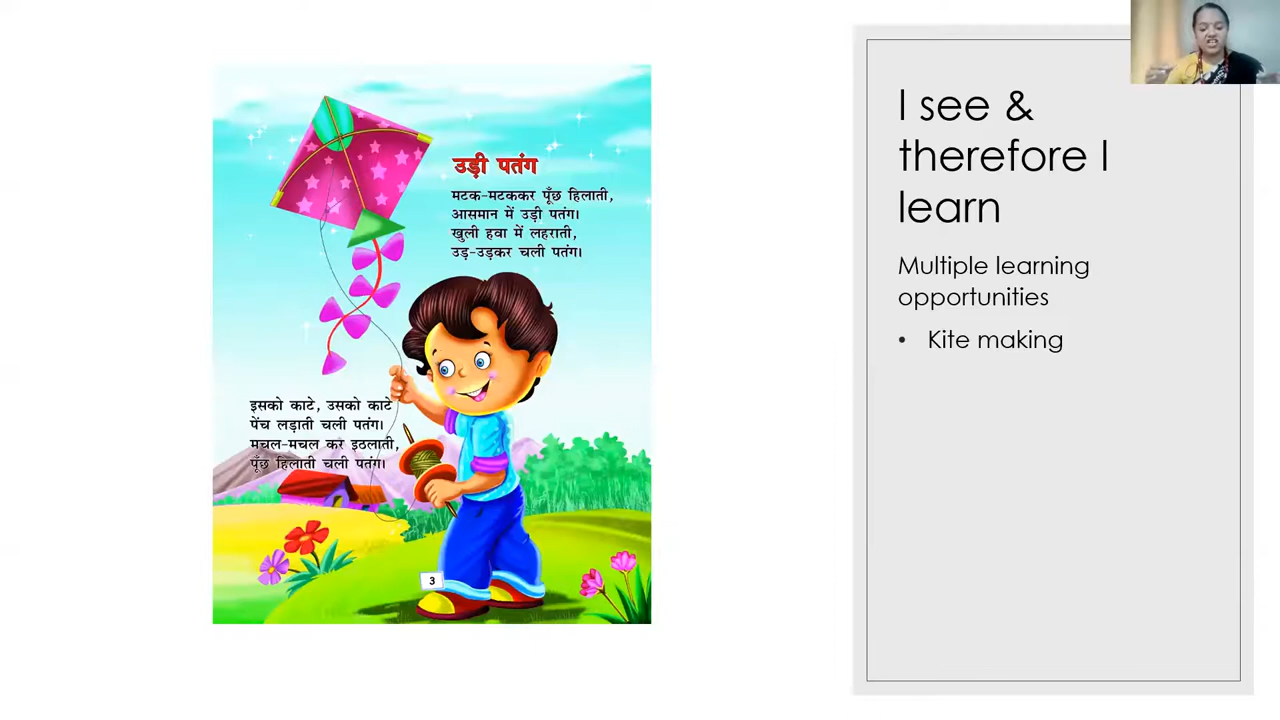 उड़ी पतंग
मटक-मटककर पूँछ हिलाती,
आसमान में उड़ी पतंग।
खुली हवा में लहराती,
उड़-उड़कर चली पतंग।
इसको काटे, उसको काटे
पेंच लड़ाती चली पतंग।
मचल-मचल कर इठलाती,
पूँछ हिलाती चली पतंग।
3
I see &
therefore I
learn
Multiple learning
opportunities
• Kite making